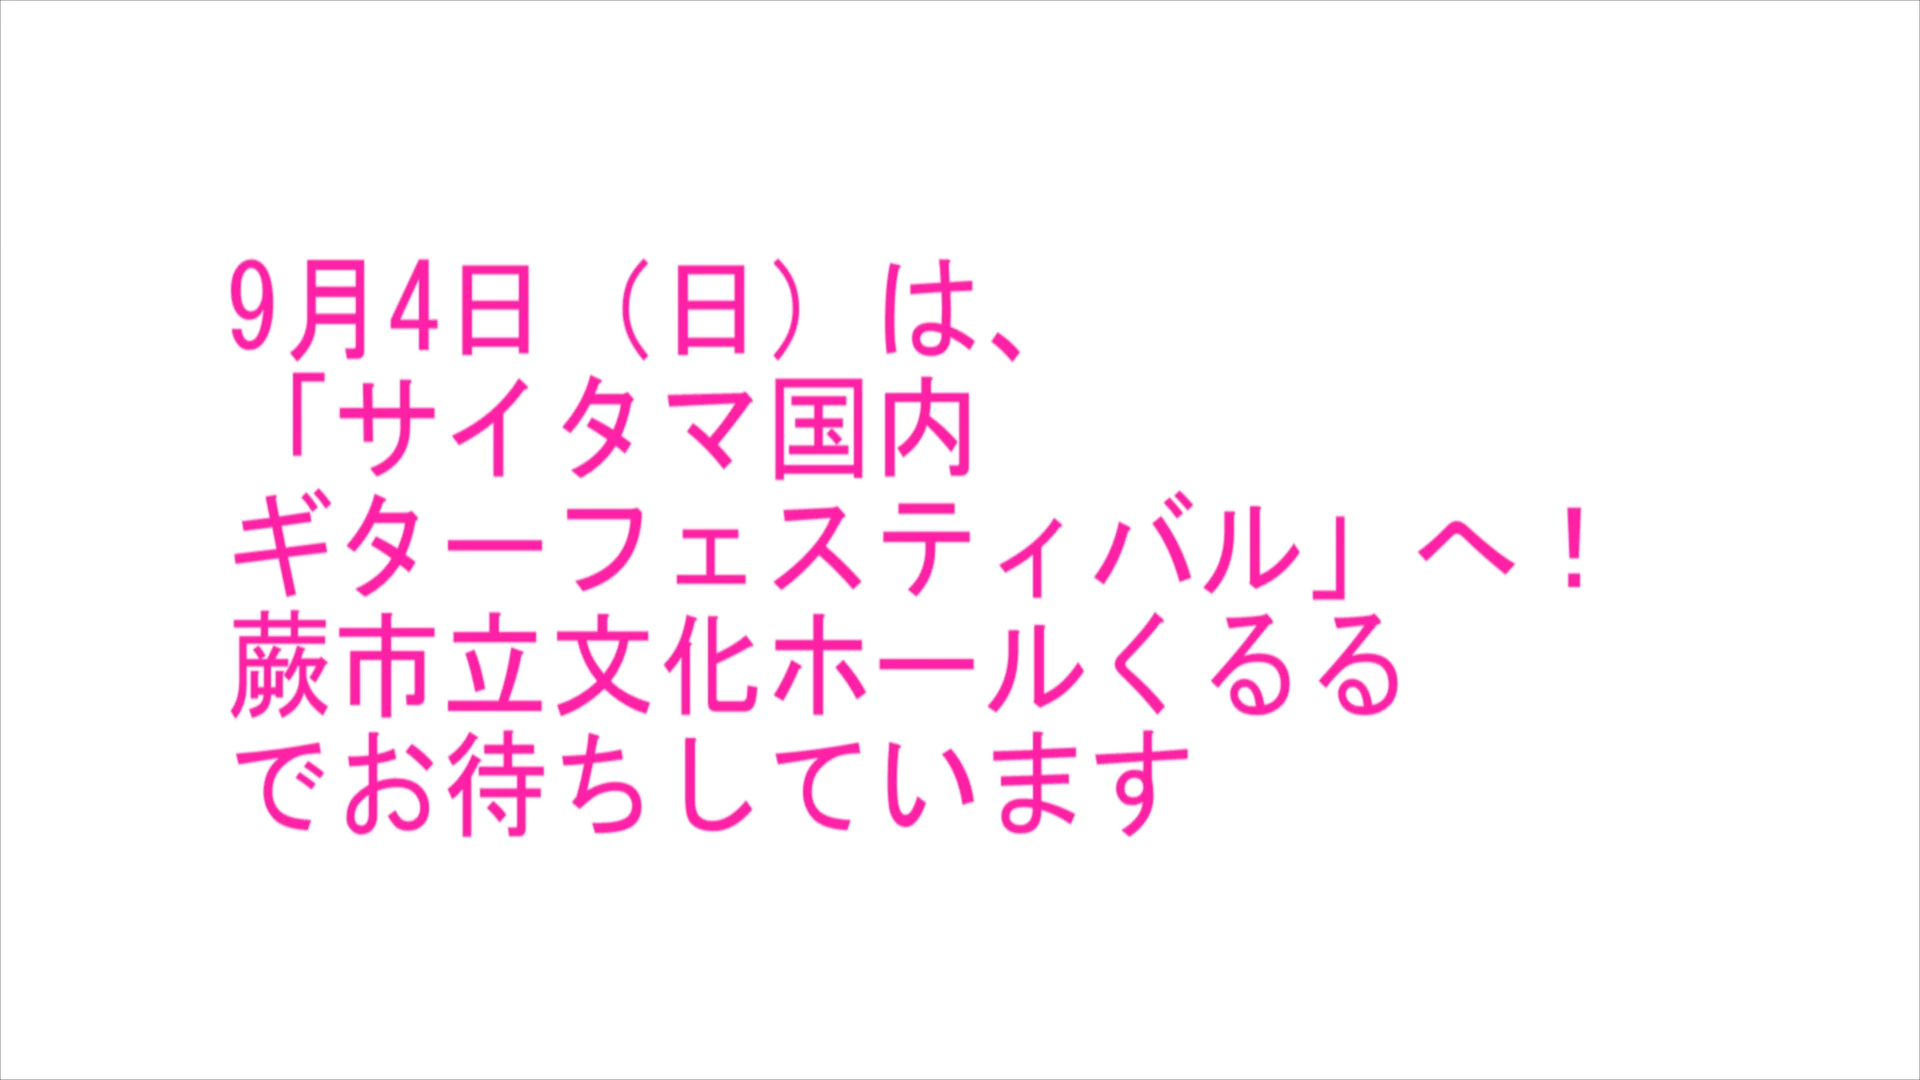 9月4日（日）は、
「サイタマ国内
ギターフェスティバル」へ！
蕨市立文化ホールくるる
でお待ちしています